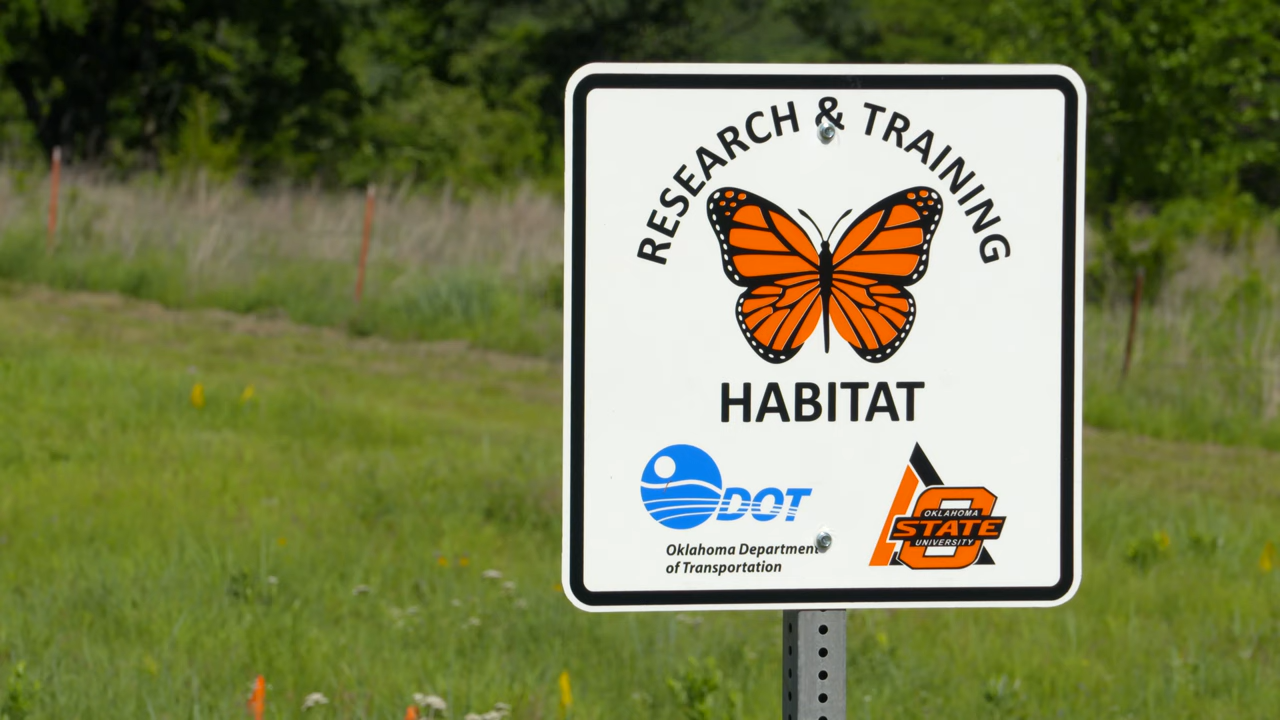 RESEARCH & TRAINING
HABITAT
DOT
Oklahoma Department
of Transportation
OKLAHOMA
STATE
UNIVERSITY